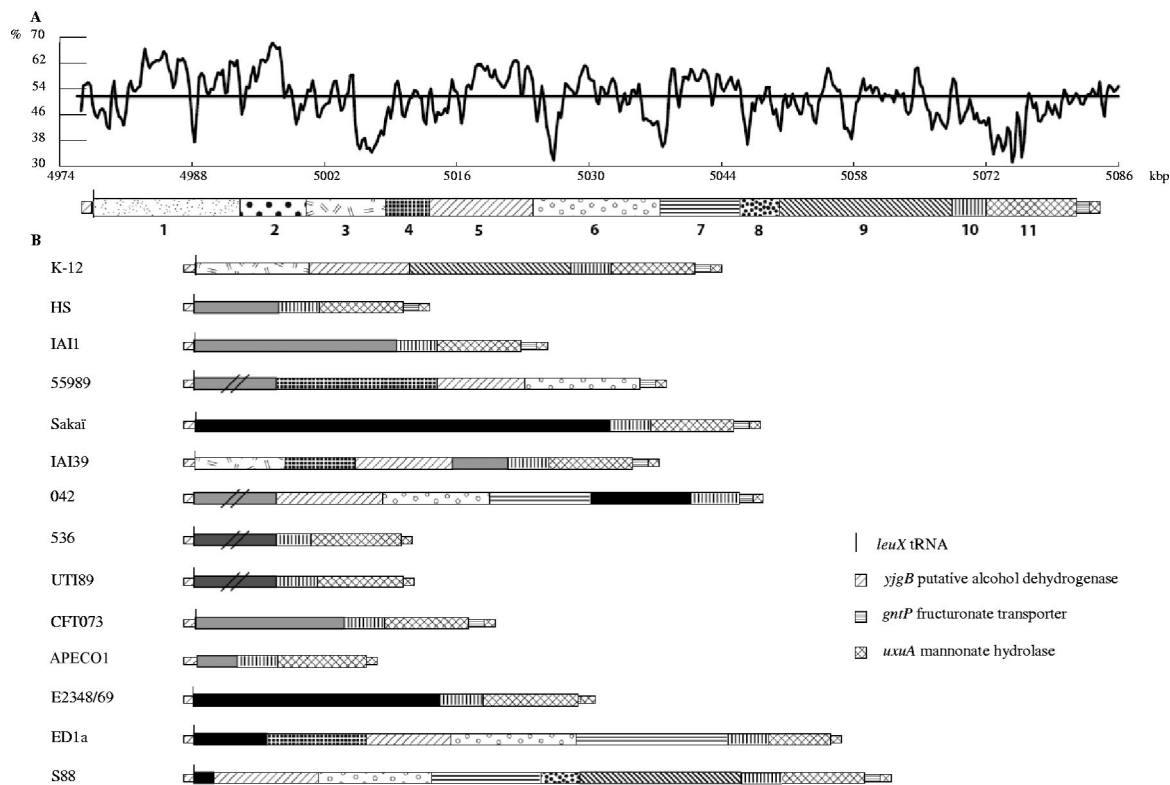 A
%
70
62
54
46
38
30
4974 4988 5002 5016 5030 5044 5058 5072 5086 kbp
1 2 3 4 5 6 7 8 9 10 11
B
K-12
HS
IAI1
55989
Sakaï
IAI39
042
536
UTI89
CFT073
APECO1
E2348/69
ED1a
S88
leuX tRNA
yjgB putative alcohol dehydrogenase
gntP fructuronate transporter
uxuA mannonate hydrolase